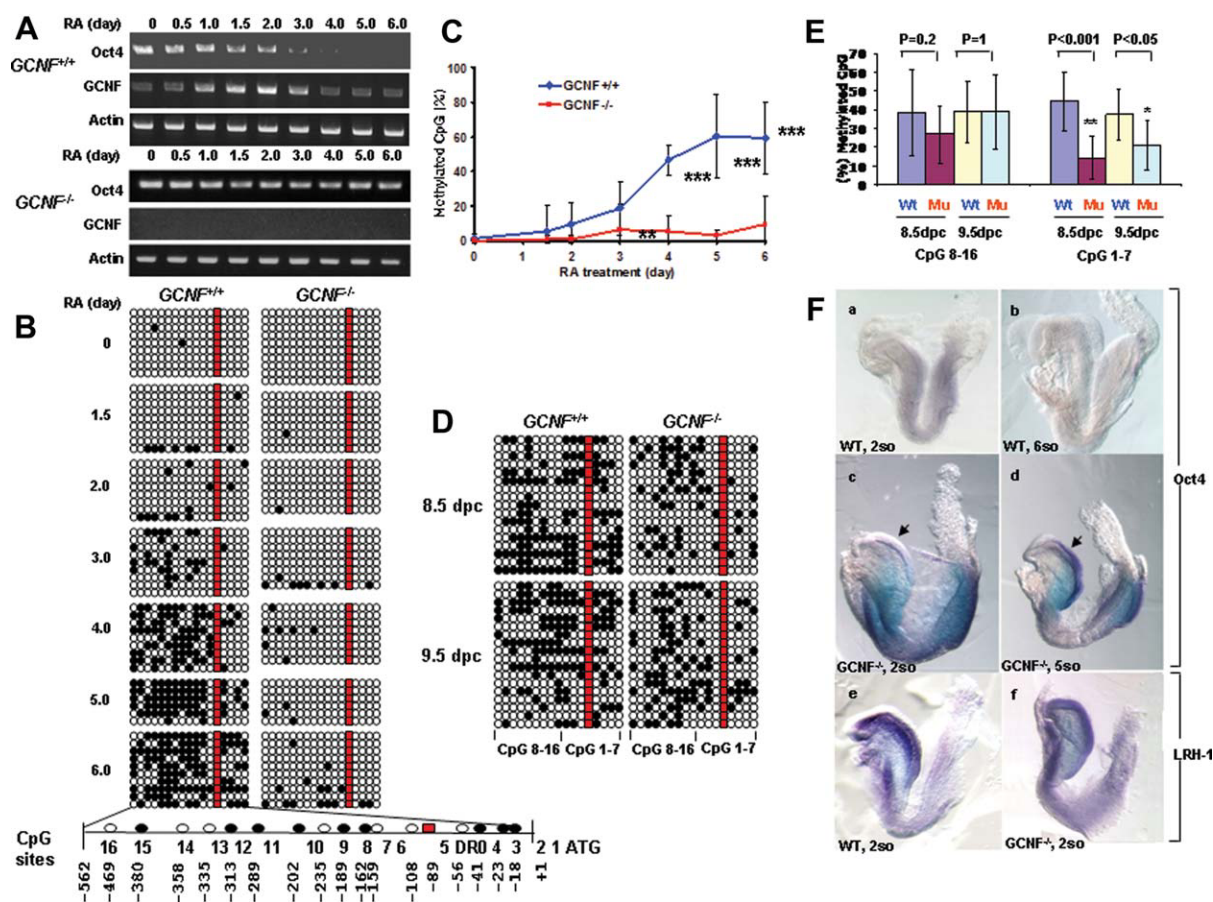 A
RA (day) 0 0.5 1.0 1.5 2.0 3.0 4.0 5.0 6.0
GCNF+/+
Oct4
GCNF
Actin
RA (day) 0 0.5 1.0 1.5 2.0 3.0 4.0 5.0 6.0
GCNF-/-
Oct4
GCNF
Actin
B
RA (day)
GCNF+/+ GCNF-/-
0
1.5
2.0
3.0
4.0
5.0
6.0
CpG sites
16 15 14 13 12 11 10 9 8 7 6 5 DR0 4 3 2 1 ATG
-562 -469 -380 -358 -335 -313 -289 -202 -235 -189 -162 -159 -108 -89 -56 -41 -23 -18 +1
C
Methylated CpG (%)
100
80
60
40
20
0
GCNF +/+
GCNF -/-
***
***
***
**
0 1 2 3 4 5 6
RA treatment (day)
D
GCNF+/+ GCNF-/-
8.5 dpc
9.5 dpc
CpG 8-16 CpG 1-7 CpG 8-16 CpG 1-7
E
P=0.2 P=1 P<0.001 P<0.05
(%) Methylated CpG
70
60
50
40
30
20
10
0
** *
Wt Mu Wt Mu Wt Mu Wt Mu
8.5dpc 9.5dpc 8.5dpc 9.5dpc
CpG 8-16 CpG 1-7
F
a
WT, 2so
b
WT, 6so
c
GCNF-/-, 2so
d
GCNF-/-, 5so
Oct4
e
WT, 2so
f
GCNF-/-, 2so
LRH-1